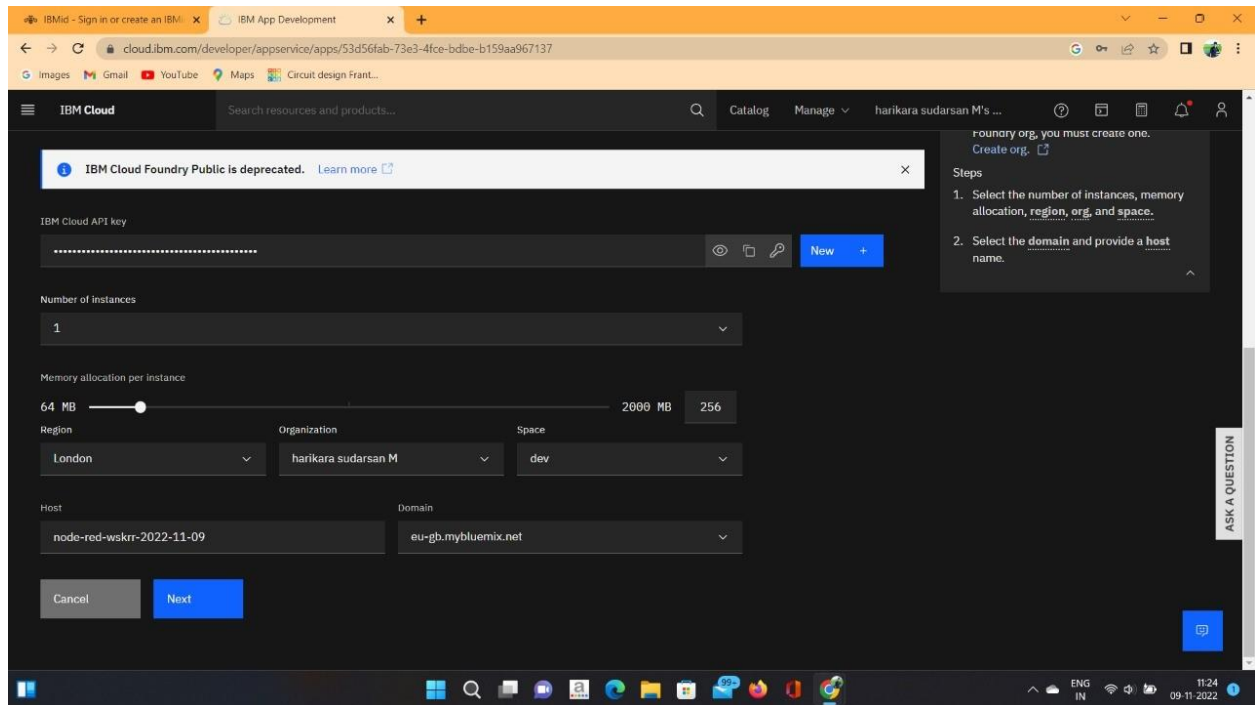 IBMid - Sign in or create an IBM
IBM App Development
cloud.ibm.com/developer/appservice/apps/53d56fab-73e3-4fce-bdbe-b159aa967137
Images Gmail YouTube Maps Circuit design Frant...
IBM Cloud Search resources and products... Catalog Manage harikara sudarsan M's ...
Foundry org, you must create one.
Create org.
IBM Cloud Foundry Public is deprecated. Learn more
Steps
1. Select the number of instances, memory
allocation, region, org, and space.
2. Select the domain and provide a host
name.
IBM Cloud API key
New +
Number of instances
1
Memory allocation per instance
64 MB 2000 MB 256
Region Organization Space
London harikara sudarsan M dev
Host Domain
node-red-wskrr-2022-11-09 eu-gb.mybluemix.net
Cancel Next
ASK A QUESTION
99+
ENG
IN
11:24
09-11-2022
1